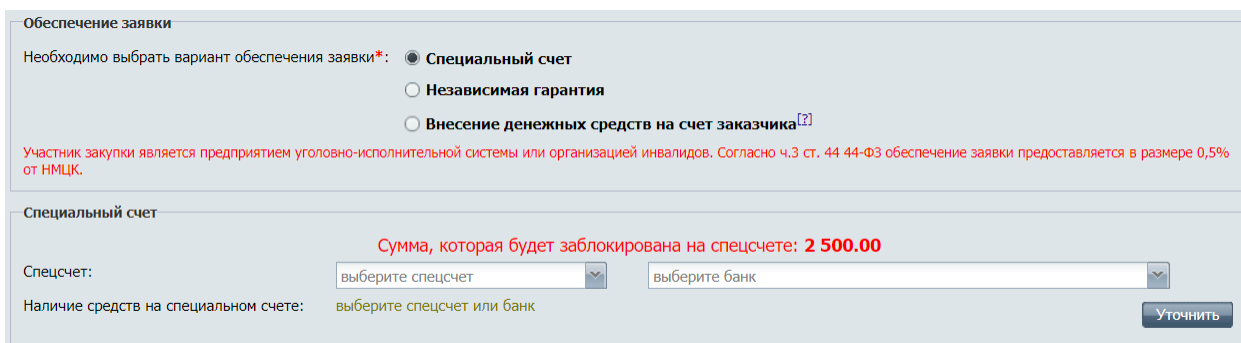 Обеспечение заявки
Необходимо выбрать вариант обеспечения заявки*: Специальный счет
Независимая гарантия
Внесение денежных средств на счет заказчика[?]
Участник закупки является предприятием уголовно-исполнительной системы или организацией инвалидов. Согласно ч.3 ст. 44 44-ФЗ обеспечение заявки предоставляется в размере 0,5%
от НМЦК.
Специальный счет
Сумма, которая будет заблокирована на спецсчете: 2 500.00
Спецсчет: выберите спецсчет выберите банк
Наличие средств на специальном счете: выберите спецсчет или банк Уточнить